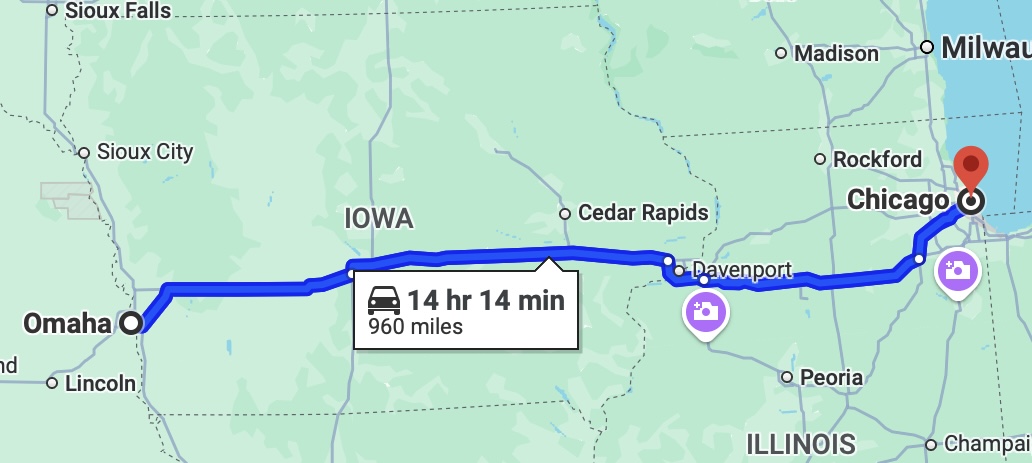 Sioux Falls
Madison
Milwau
Sioux City
Rockford
Chicago
IOWA
Cedar Rapids
Davenport
14 hr 14 min
960 miles
Omaha
nd
Lincoln
Peoria
ILLINOIS
Champai